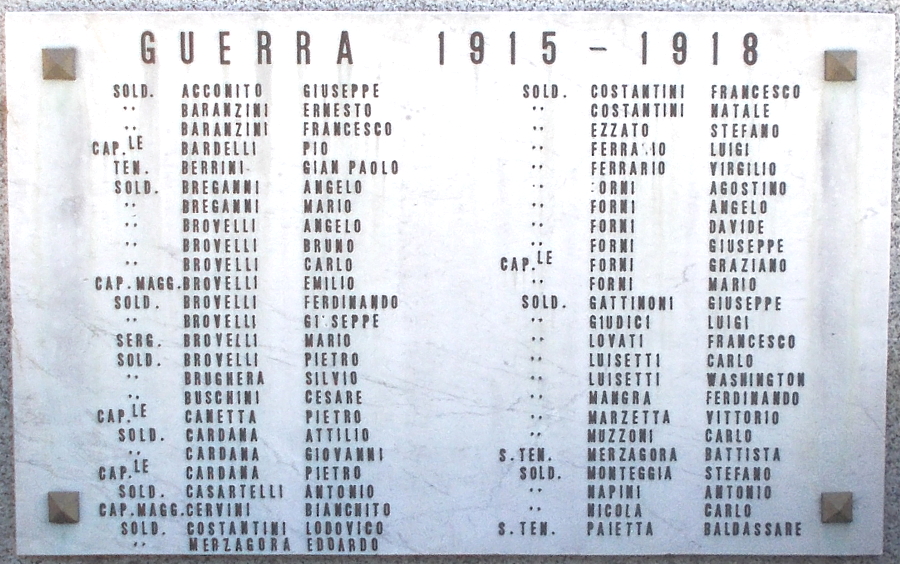 GUERRA 1915-1918
SOLD. ACCONITO GIUSEPPE
" BARANZINI ERNESTO
" BARANZINI FRANCESCO
CAP.LE BARDELLI PIO
TEN. BERRINI GIAN PAOLO
SOLD. BREGANNI ANGELO
" BREGANNI MARIO
" BROVELLI ANGELO
" BROVELLI BRUNO
" BROVELLI CARLO
CAP.MAGG. BROVELLI EMILIO
SOLD. BROVELLI FERDINANDO
" BROVELLI GIUSEPPE
SERG. BROVELLI MARIO
SOLD. BROVELLI PIETRO
" BRUGHERA SILVIO
" BUSCHINI CESARE
CAP.LE CANETTA PIETRO
SOLD. CARDANA ATTILIO
" CARDANA GIOVANNI
CAP.LE CARDANA PIETRO
SOLD. CASARTELLI ANTONIO
CAP.MAGG. CERVINI BIANCHITO
SOLD. COSTANTINI LODOVICO
" MERZAGORA EDOARDO
SOLD. COSTANTINI FRANCESCO
" COSTANTINI NATALE
" EZZATO STEFANO
" FERRARIO LUIGI
" FERRARIO VIRGILIO
" FORNI AGOSTINO
" FORNI ANGELO
" FORNI DAVIDE
" FORNI GIUSEPPE
CAP.LE FORNI GRAZIANO
" FORNI MARIO
SOLD. GATTINONI GIUSEPPE
" GIUDICI LUIGI
" LOVATI FRANCESCO
" LUISETTI CARLO
" LUISETTI WASHINGTON
" MANGRA FERDINANDO
" MARZETTA VITTORIO
" MUZZONI CARLO
S.TEN. MERZAGORA BATTISTA
SOLD. MONTEGGIA STEFANO
" NAPINI ANTONIO
" NICOLA CARLO
S.TEN. PAIETTA BALDASSARE